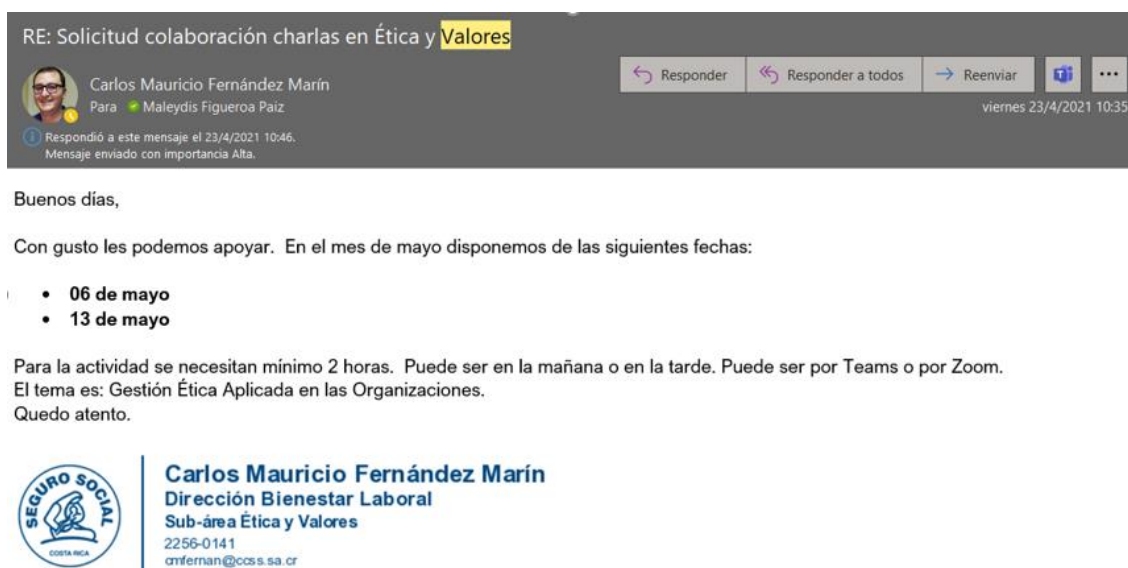 RE: Solicitud colaboración charlas en Ética y Valores
Carlos Mauricio Fernández Marín
Para Maleydis Figueroa Paiz
Responder
Responder a todos
Reenviar
viernes 23/4/2021 10:35
Respondió a este mensaje el 23/4/2021 10:46.
Mensaje enviado con importancia Alta.
Buenos días,
Con gusto les podemos apoyar. En el mes de mayo disponemos de las siguientes fechas:
• 06 de mayo
• 13 de mayo
Para la actividad se necesitan mínimo 2 horas. Puede ser en la mañana o en la tarde. Puede ser por Teams o por Zoom.
El tema es: Gestión Ética Aplicada en las Organizaciones.
Quedo atento.
SEGURO SOCIAL
COSTA RICA
Carlos Mauricio Fernández Marín
Dirección Bienestar Laboral
Sub-área Ética y Valores
2256-0141
cmfernan@ccss.sa.cr